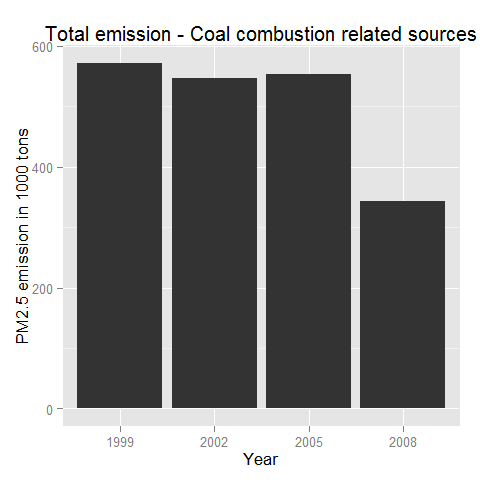 Total emission - Coal combustion related sources
PM2.5 emission in 1000 tons
600
400
200
0
1999 2002 2005 2008
Year